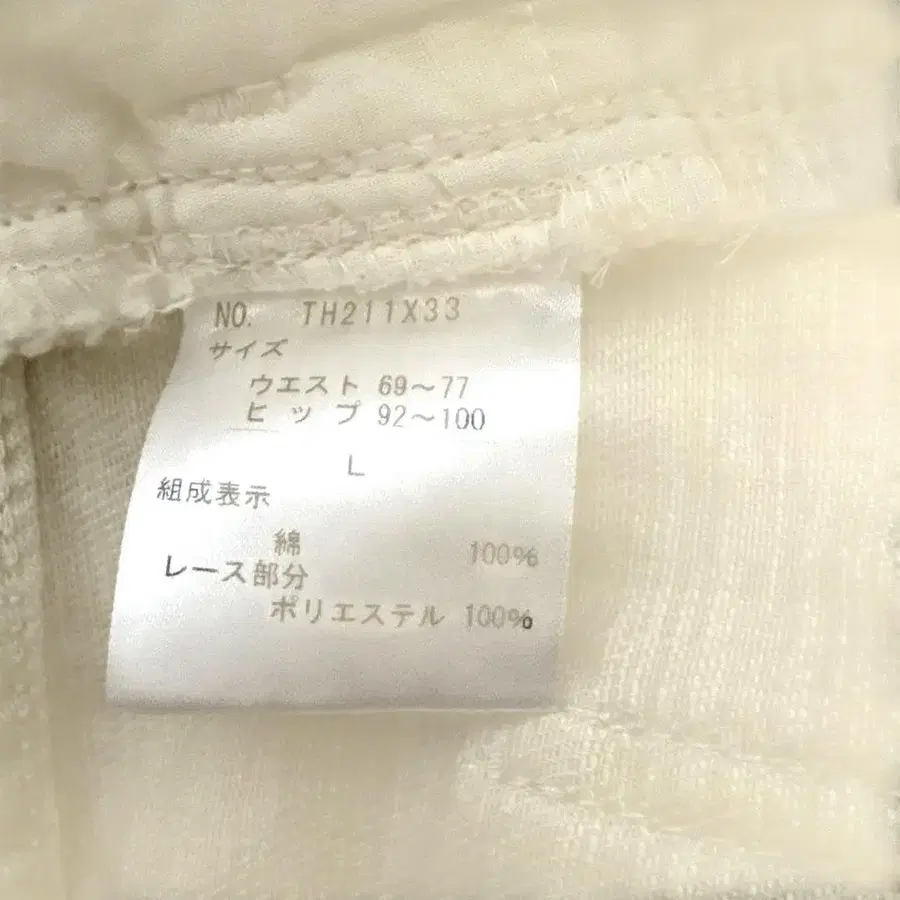 NO. TH211X33
サイズ
ウエスト 69～77
ヒップ 92～100
L
組成表示
綿 100%
レース部分
ポリエステル 100%